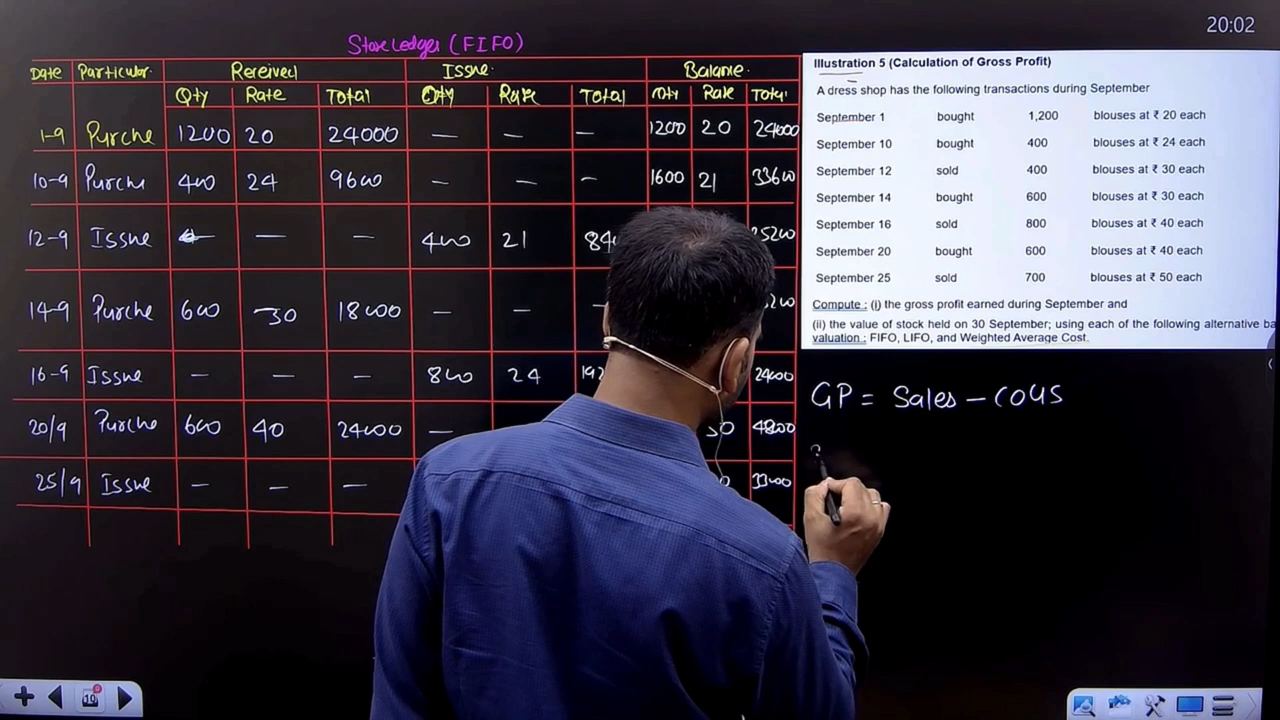 20:02
Store Ledger (FIFO)
Date Particular Received Issue Balance
Qty Rate Total Qty Rate Total Qty Rate Total
1-9 Purche 1200 20 24000 — — — 1200 20 24000
10-9 Purche 400 24 9600 — — — 1600 21 33600
12-9 Issue — — 400 21
14-9 Purche 600 30 18000 — —
16-9 Issue — — — 800 24 24000
20/9 Purche 600 40 24000 — 4800
25/9 Issue — — — 33000
Illustration 5 (Calculation of Gross Profit)
A dress shop has the following transactions during September
September 1 bought 1,200 blouses at ₹ 20 each
September 10 bought 400 blouses at ₹ 24 each
September 12 sold 400 blouses at ₹ 30 each
September 14 bought 600 blouses at ₹ 30 each
September 16 sold 800 blouses at ₹ 40 each
September 20 bought 600 blouses at ₹ 40 each
September 25 sold 700 blouses at ₹ 50 each
Compute : (i) the gross profit earned during September and
(ii) the value of stock held on 30 September; using each of the following alternative
valuation : FIFO, LIFO, and Weighted Average Cost.
GP = Sales — COGS
10